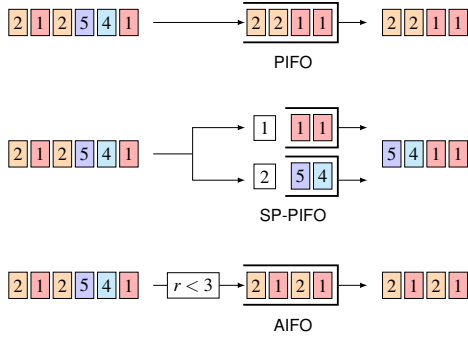 2 1 2 5 4 1 2 2 1 1 2 2 1 1
PIFO
1 1 1
2 1 2 5 4 1 5 4 1 1
2 5 4
SP-PIFO
2 1 2 5 4 1 r < 3 2 1 2 1 2 1 2 1
AIFO